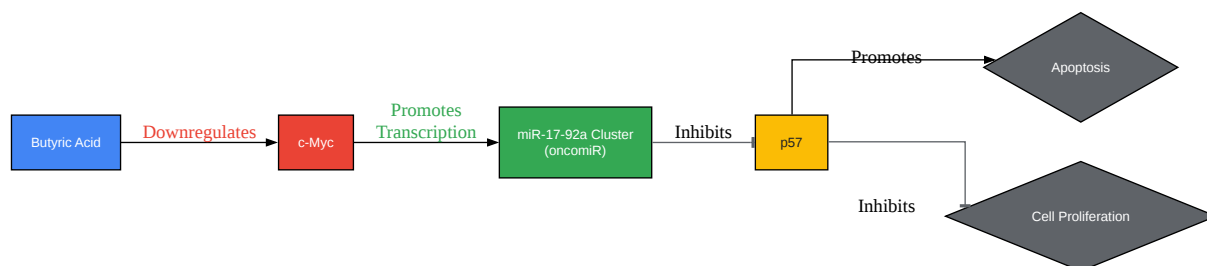 Promotes
Apoptosis
Butyric Acid
Downregulates
c-Myc
Promotes
Transcription
miR-17-92a Cluster
(oncomiR)
Inhibits
p57
Inhibits
Cell Proliferation